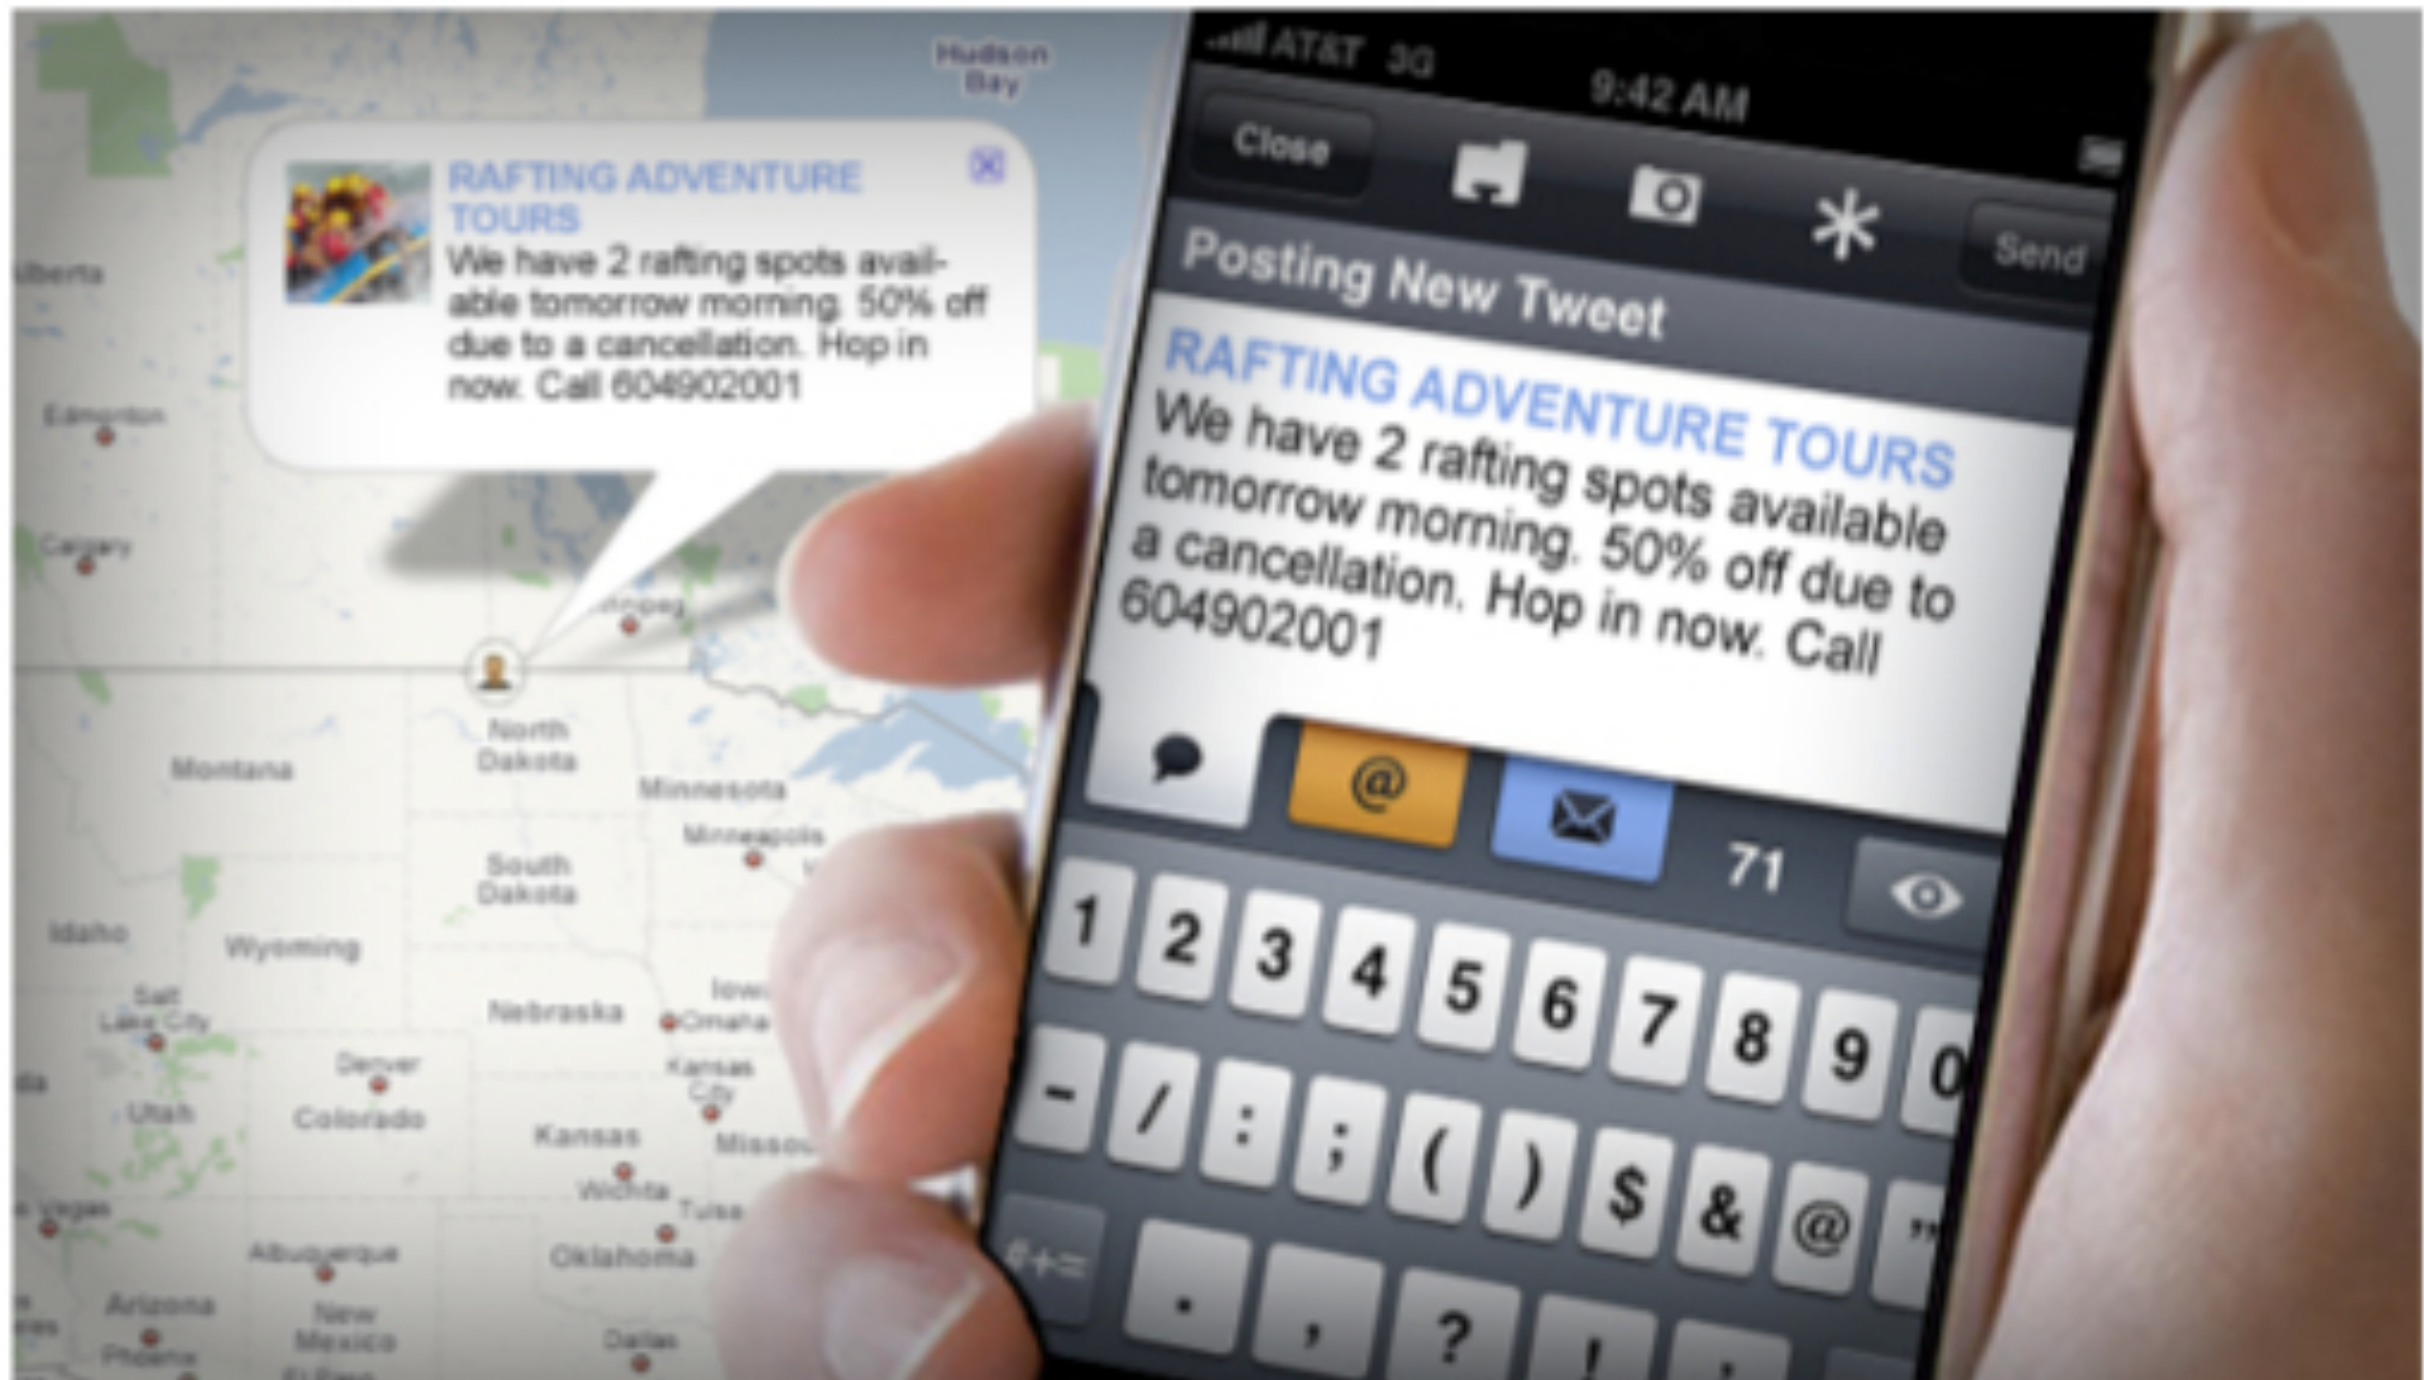 Hudson
Bay
RAFTING ADVENTURE
TOURS
We have 2 rafting spots avail-
able tomorrow morning. 50% off
due to a cancellation. Hop in
now. Call 604902001
Edmonton
Calgary
North
Dakota
Montana
Minnesota
Minneapolis
South
Dakota
Idaho
Wyoming
Salt
Lake City
Nebraska
Omaha
Denver
Kansas
City
Utah
Colorado
Kansas
Wichita
Tulsa
Albuquerque
Oklahoma
Arizona
New
Mexico
Dallas
Phoenix
AT&T 3G
9:42 AM
Close
Send
Posting New Tweet
RAFTING ADVENTURE TOURS
We have 2 rafting spots available
tomorrow morning. 50% off due to
a cancellation. Hop in now. Call
604902001
@
71
1 2 3 4 5 6 7 8 9 0
- / : ; ( ) $ & @ "
#+=
. , ? ! '